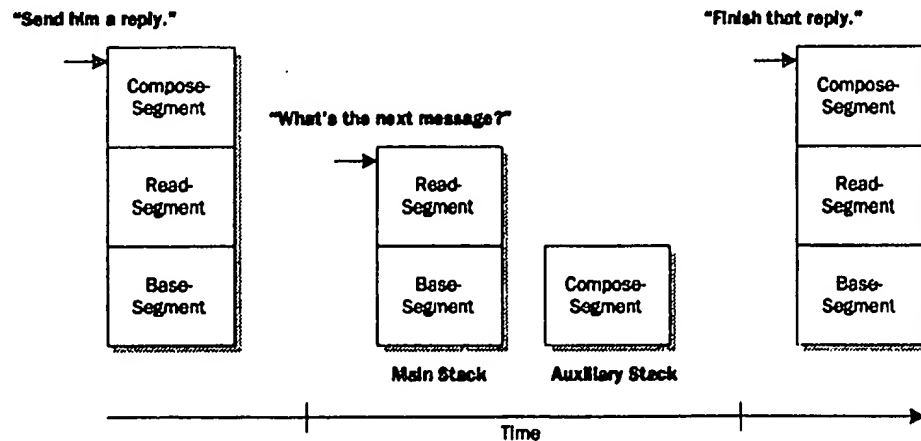 "Send him a reply."
Compose-
Segment
Read-
Segment
Base-
Segment
"What's the next message?"
Read-
Segment
Base-
Segment
Main Stack
Compose-
Segment
Auxiliary Stack
"Finish that reply."
Compose-
Segment
Read-
Segment
Base-
Segment
Time